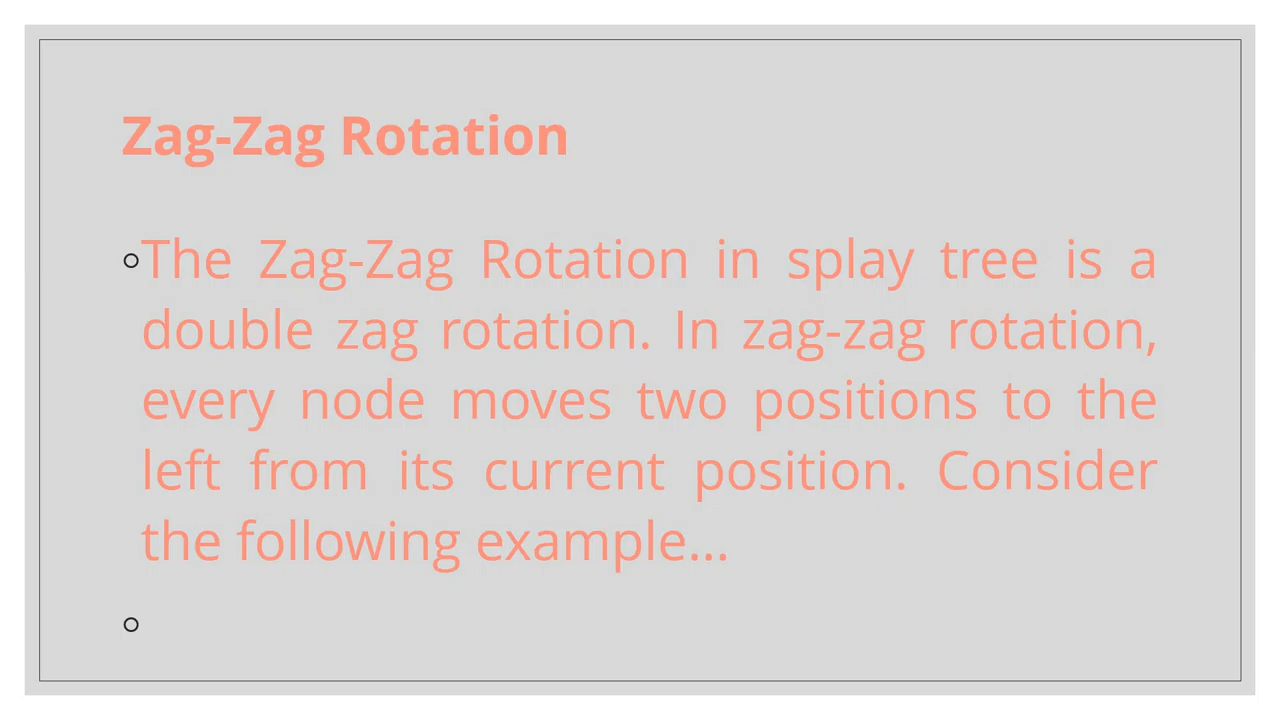 Zag-Zag Rotation
The Zag-Zag Rotation in splay tree is a
double zag rotation. In zag-zag rotation,
every node moves two positions to the
left from its current position. Consider
the following example...